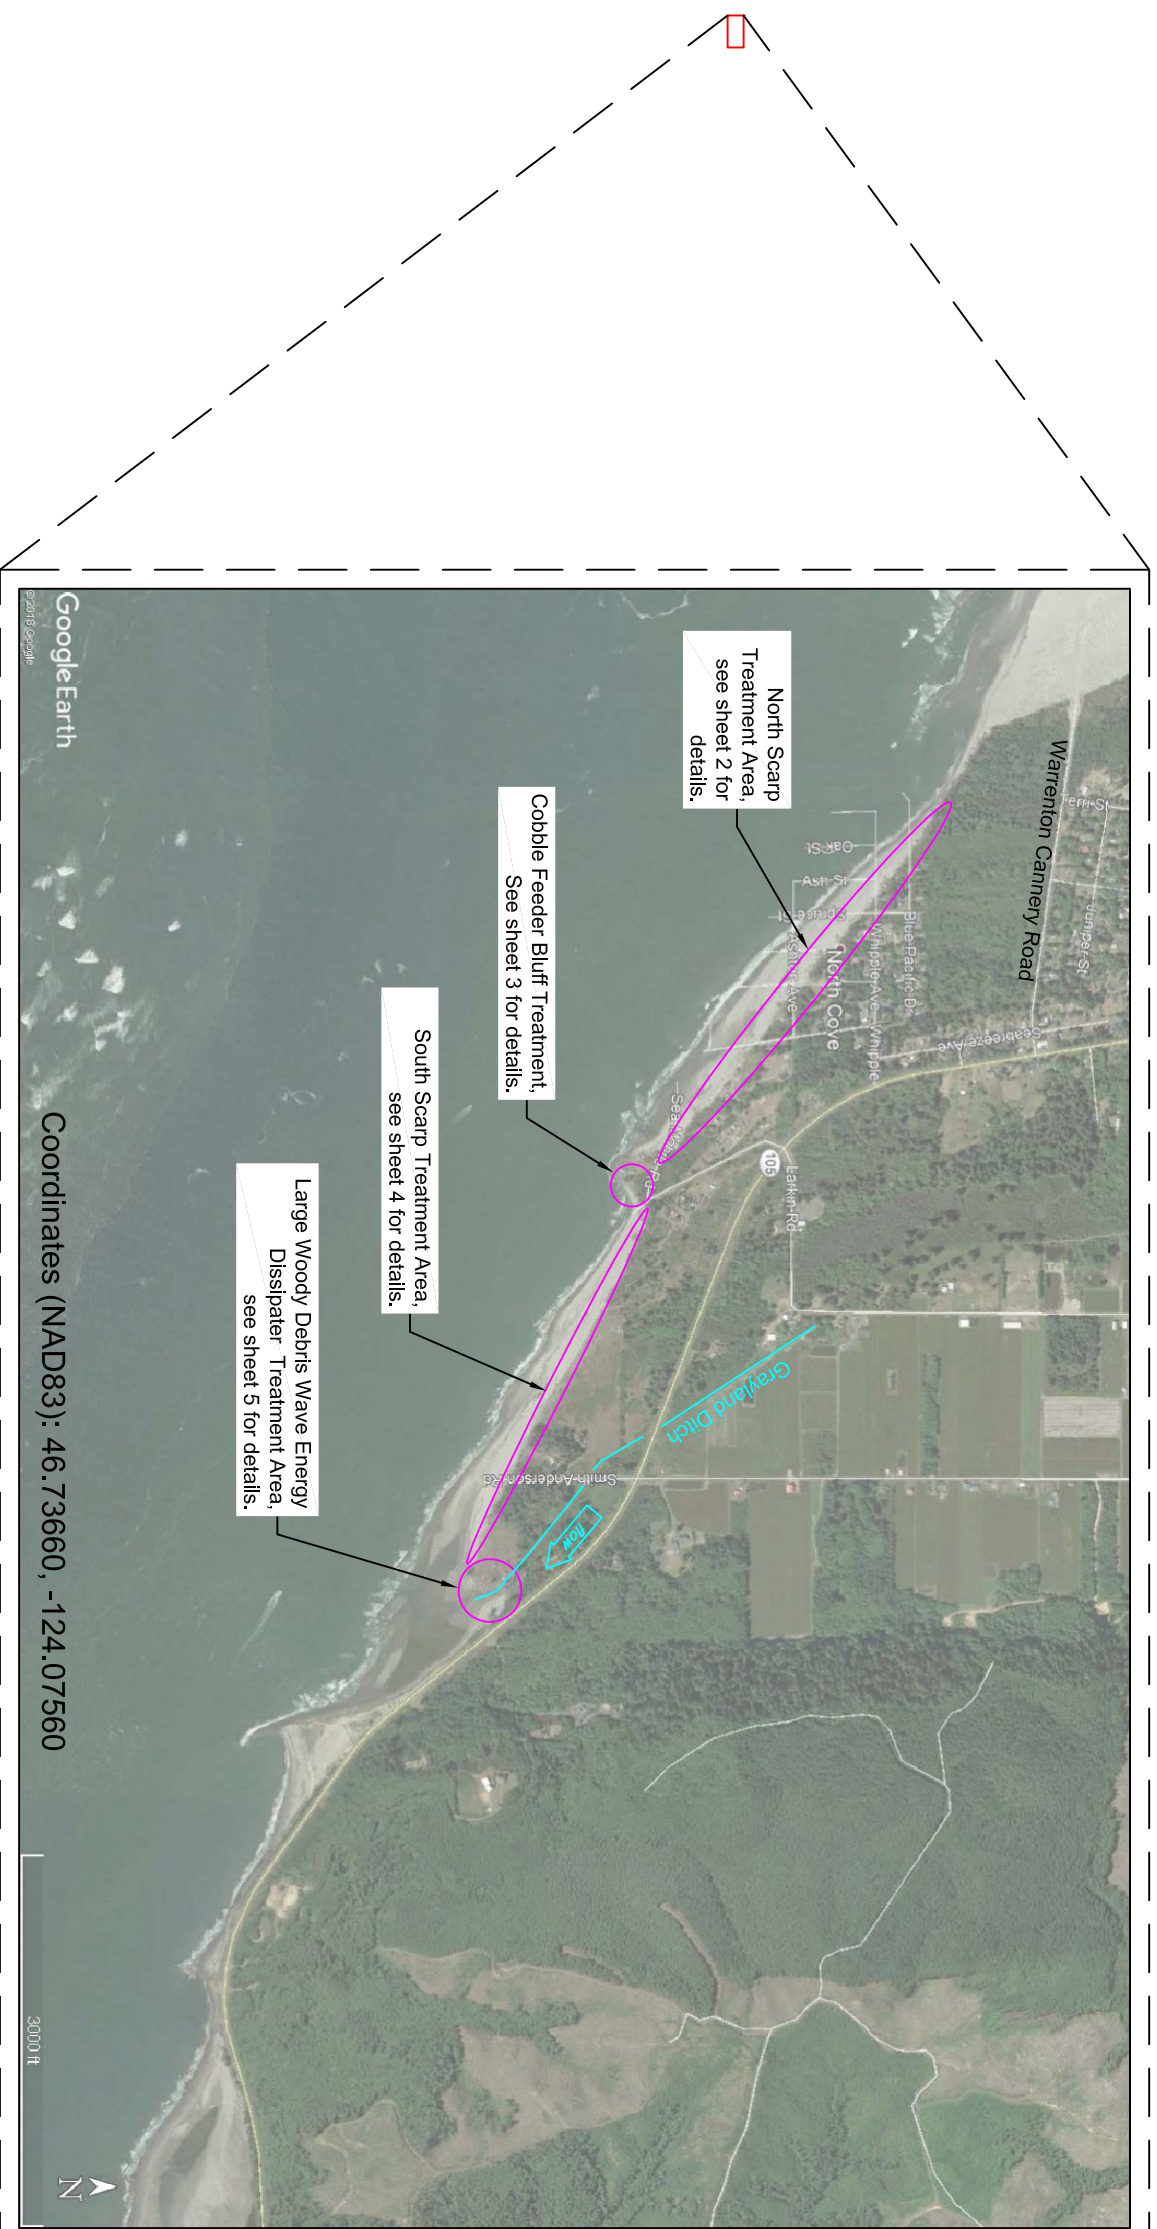 Warrenton Cannery Road
Terri St
Juniper St
Seabreeze Ave
Blue Pacific Dr
Whipple Ave
Whipple
Oak St
Ash St
Spruce St
North Cove
105
Larkin Rd
Grayland Ditch
Smith Anderson Rd
flow
North Scarp
Treatment Area,
see sheet 2 for
details.
Cobble Feeder Bluff Treatment,
See sheet 3 for details.
South Scarp Treatment Area,
see sheet 4 for details.
Large Woody Debris Wave Energy
Dissipater Treatment Area,
see sheet 5 for details.
Coordinates (NAD83): 46.73660, -124.07560
Google Earth
©2018 Google
3000 ft
N